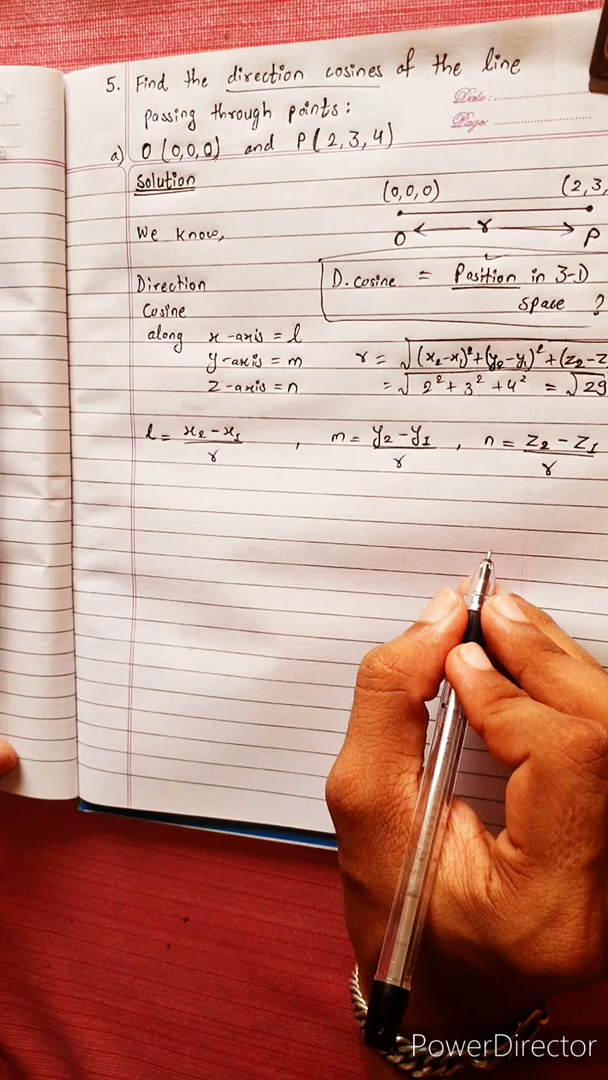 5. Find the direction cosines of the line
passing through points:
Date:
Page:
a) O (0,0,0) and P(2,3,4)
Solution
(0,0,0) (2,3,
We know,
O r P
Direction
Cosine
D. cosine = Position in 3-D
space ?
along x-axis = l
y-axis = m
z-axis = n
r = √(x₂-x₁)²+(y₂-y₁)²+(z₂-z
= √2²+3²+4² = √29
l = x₂-x₁/r , m = y₂-y₁/r , n = z₂-z₁/r
PowerDirector